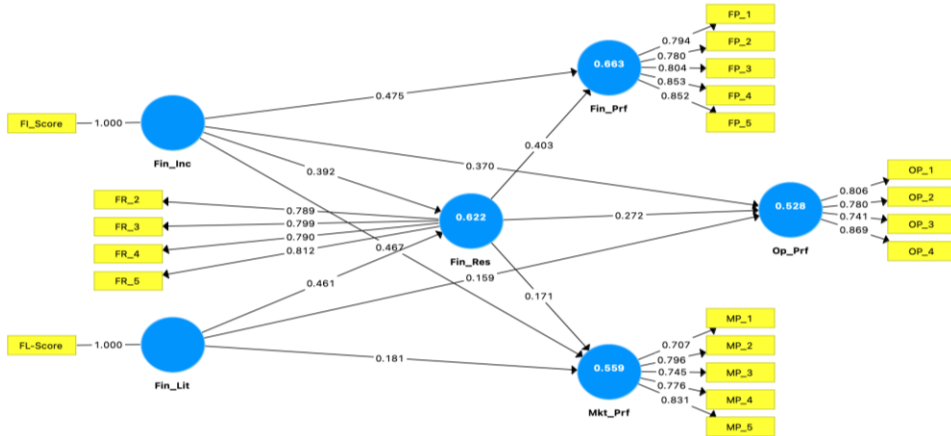 FP_1
0.794
FP_2
0.780
0.663
0.804
FP_3
0.853
FP_4
0.852
Fin_Prf
FP_5
0.475
FI_Score
1.000
Fin_Inc
0.403
0.392
0.370
OP_1
0.806
FR_2
0.789
0.780
OP_2
FR_3
0.799
0.622
0.272
0.528
0.741
OP_3
FR_4
0.790
0.467
0.869
OP_4
0.812
Fin_Res
Op_Prf
FR_5
0.159
0.461
0.171
MP_1
0.707
FL-Score
1.000
0.796
MP_2
0.181
0.559
0.745
MP_3
Fin_Lit
0.776
MP_4
0.831
Mkt_Prf
MP_5